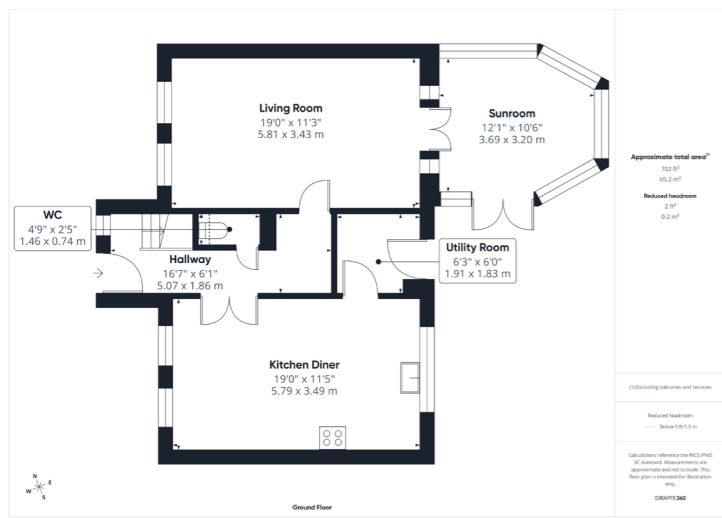 Living Room
19'0" x 11'3"
5.81 x 3.43 m
Sunroom
12'1" x 10'6"
3.69 x 3.20 m
WC
4'9" x 2'5"
1.46 x 0.74 m
Hallway
16'7" x 6'1"
5.07 x 1.86 m
Utility Room
6'3" x 6'0"
1.91 x 1.83 m
Kitchen Diner
19'0" x 11'5"
5.79 x 3.49 m
N
E
W
S
Ground Floor
Approximate total area⁽¹⁾
702 ft²
65.2 m²
Reduced headroom
2 ft²
0.2 m²
(1) Excluding balconies and terraces
Reduced headroom
Below 5 ft/1.5 m
Calculations reference the RICS IPMS
3C standard. Measurements are
approximate and not to scale. This
floor plan is intended for illustration
only.
GIRAFFE360